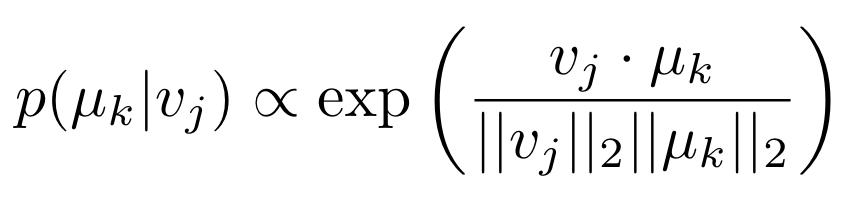 p(μ_k|v_j) ∝ exp( (v_j · μ_k) / (||v_j||_2||μ_k||_2) )